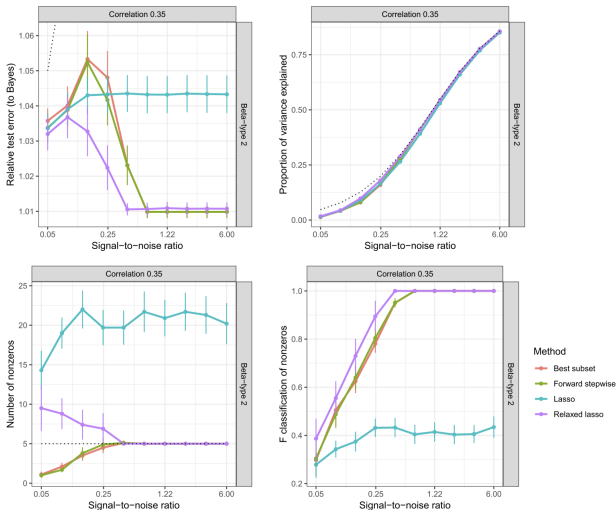 Correlation 0.35
1.06
1.05
1.04
1.03
1.02
1.01
Relative test error (to Bayes)
Beta-type 2
0.05
0.25
1.22
6.00
Signal-to-noise ratio
Correlation 0.35
0.75
0.50
0.25
0.00
Proportion of variance explained
Beta-type 2
0.05
0.25
1.22
6.00
Signal-to-noise ratio
Correlation 0.35
25
20
15
10
5
0
Number of nonzeros
Beta-type 2
0.05
0.25
1.22
6.00
Signal-to-noise ratio
Correlation 0.35
1.0
0.8
0.6
0.4
0.2
F classification of nonzeros
Beta-type 2
0.05
0.25
1.22
6.00
Signal-to-noise ratio
Method
Best subset
Forward stepwise
Lasso
Relaxed lasso